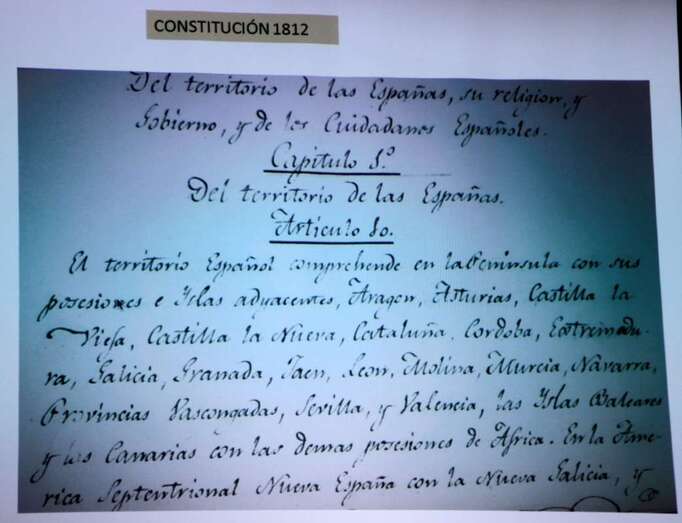 CONSTITUCIÓN 1812
Del territorio de las Españas, su religion, y
Gobierno, y de los Ciudadanos Españoles.
Capitulo 1.º
Del territorio de las Españas.
Articulo 10.
El territorio Español comprehende en la Peninsula con sus
posesiones e Islas adyacentes, Aragon, Asturias, Castilla la
Vieja, Castilla la Nueva, Cataluña, Cordoba, Extremadu-
ra, Galicia, Granada, Jaen, Leon, Molina, Murcia, Navarra,
Provincias Vascongadas, Sevilla, y Valencia, las Islas Baleares
y las Canarias con las demas posesiones de Africa. En la Ame-
rica Septentrional Nueva España con la Nueva Galicia, y